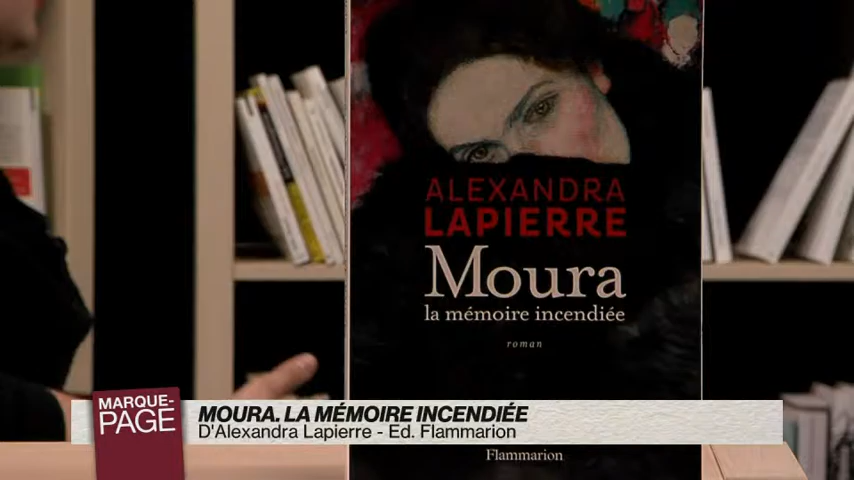 ALEXANDRA
LAPIERRE
Moura
la mémoire incendiée
roman
MARQUE-
PAGE
MOURA. LA MÉMOIRE INCENDIÉE
D'Alexandra Lapierre - Ed. Flammarion
Flammarion